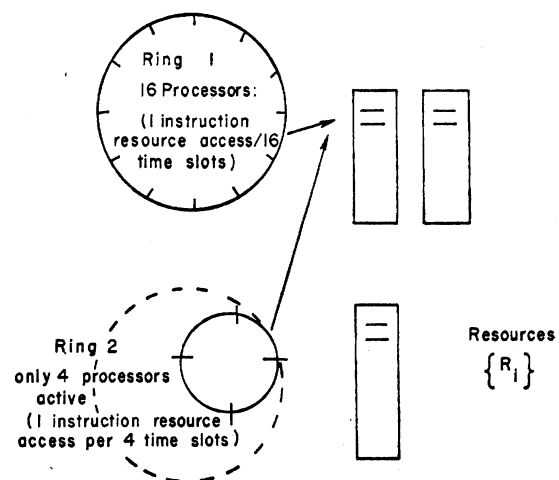 Ring 1
16 Processors:
(1 instruction
resource access/16
time slots)
Ring 2
only 4 processors
active
(1 instruction resource
access per 4 time slots)
Resources
{R i}